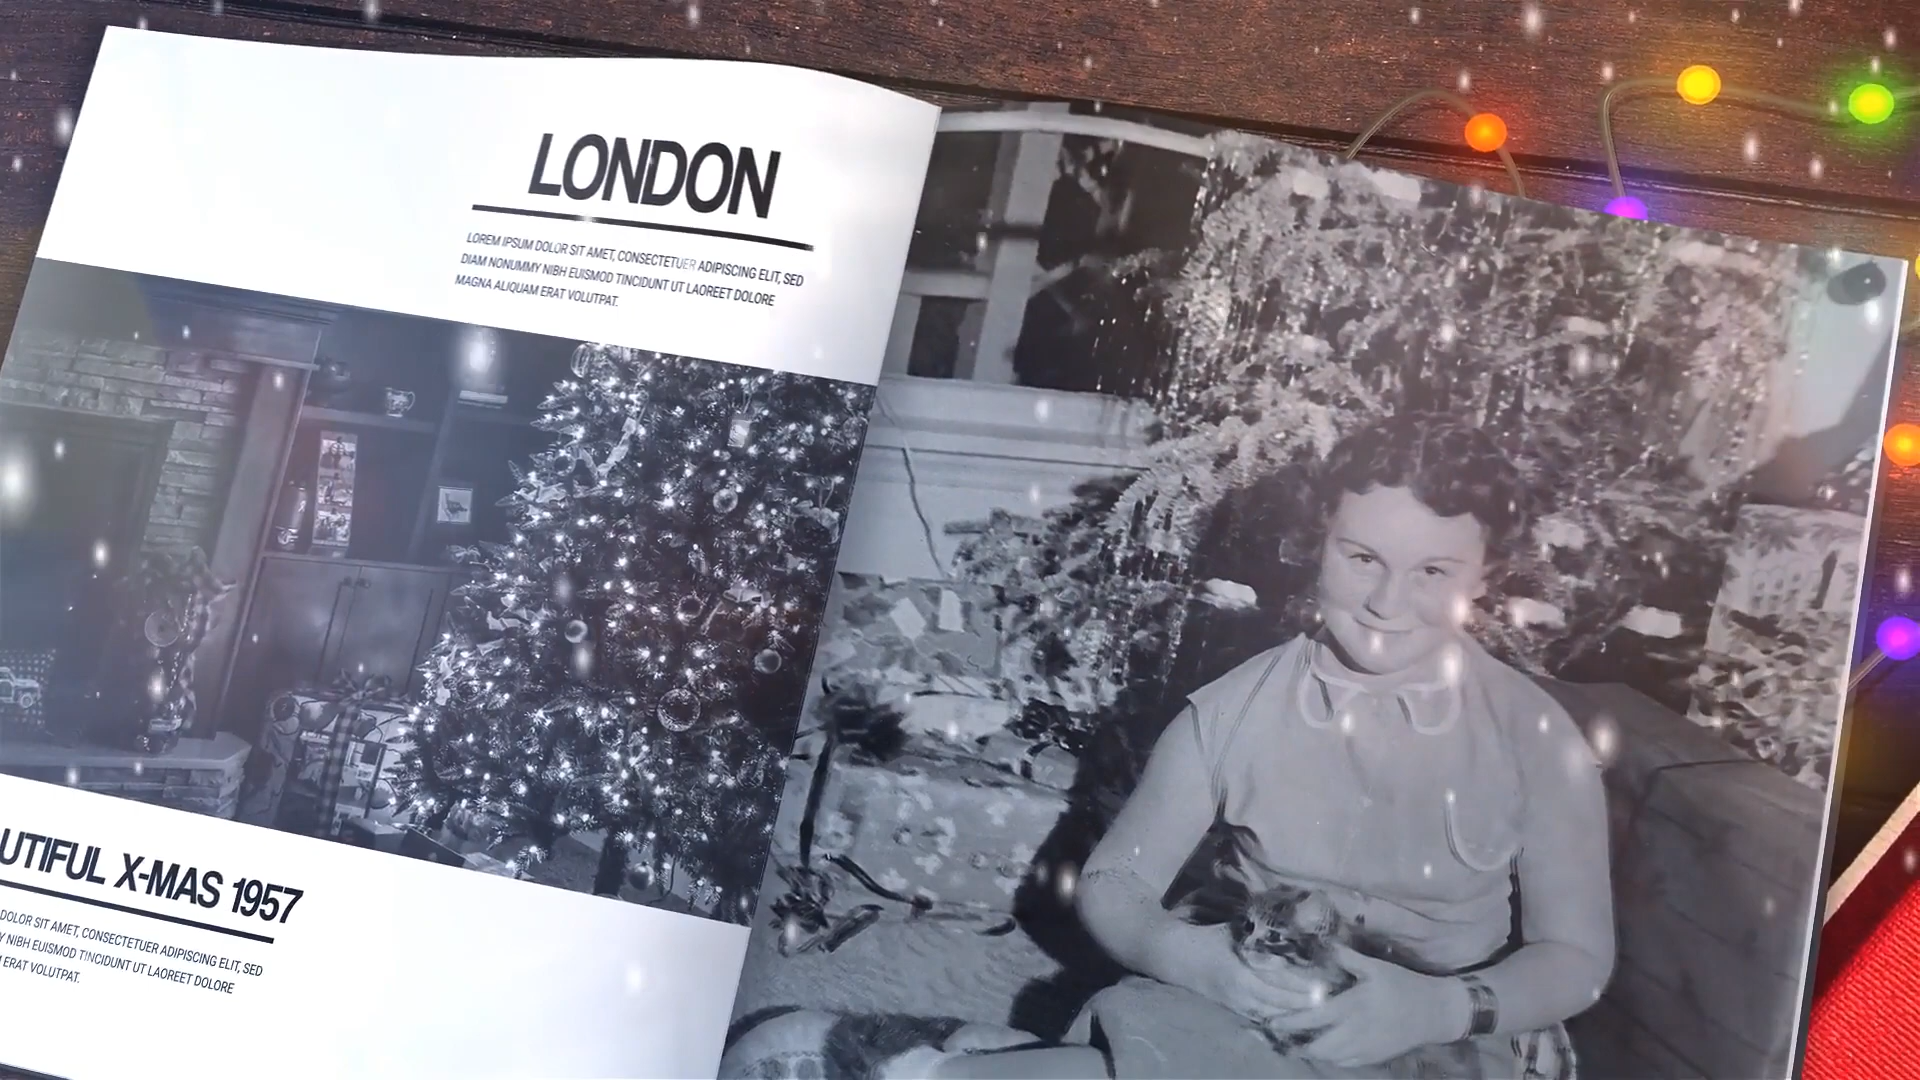 LONDON
LOREM IPSUM DOLOR SIT AMET, CONSECTETUER ADIPISCING ELIT, SED
DIAM NONUMMY NIBH EUISMOD TINCIDUNT UT LAOREET DOLORE
MAGNA ALIQUAM ERAT VOLUTPAT.
UTIFUL X-MAS 1957
DOLOR SIT AMET, CONSECTETUER ADIPISCING ELIT, SED
Y NIBH EUISMOD TINCIDUNT UT LAOREET DOLORE
ERAT VOLUTPAT.